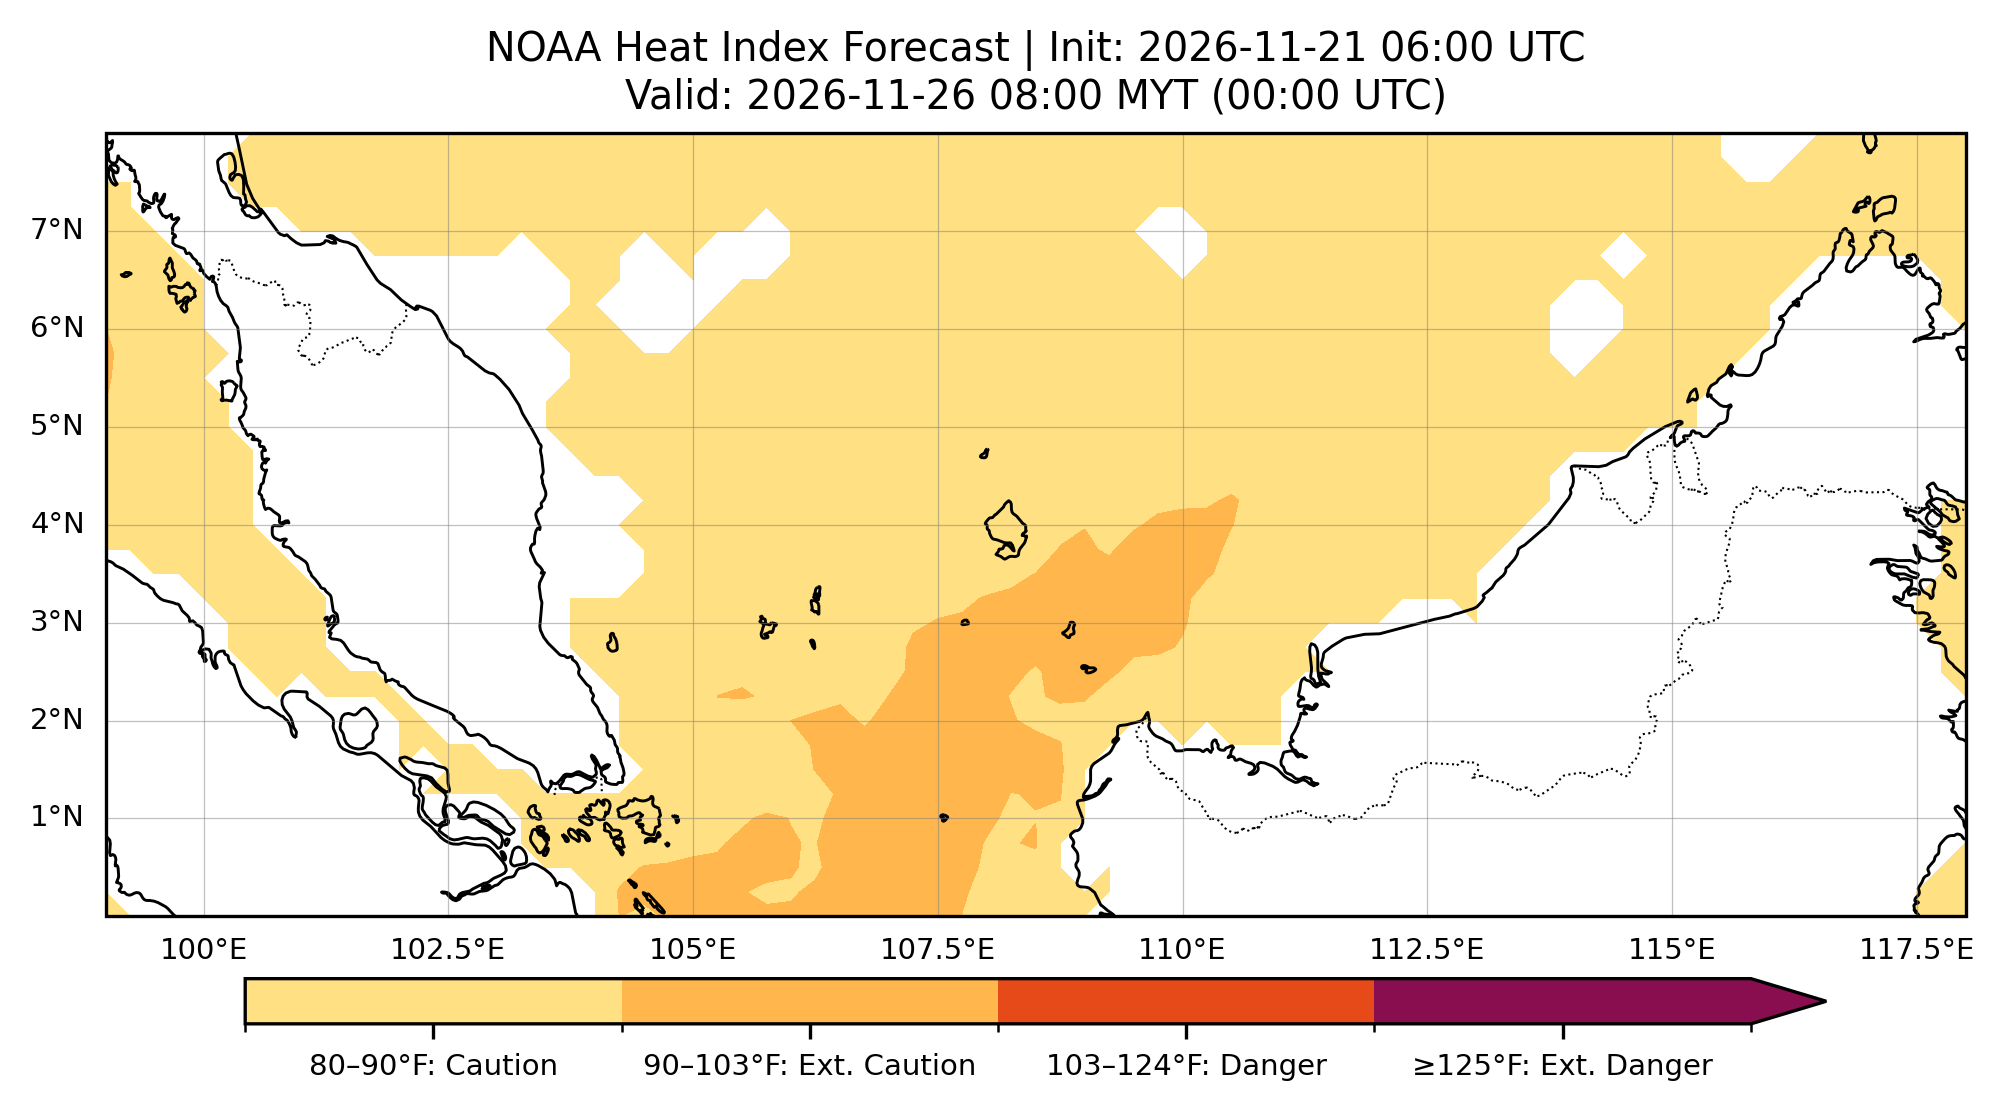 NOAA Heat Index Forecast | Init: 2026-11-21 06:00 UTC
Valid: 2026-11-26 08:00 MYT (00:00 UTC)
7°N
6°N
5°N
4°N
3°N
2°N
1°N
100°E 102.5°E 105°E 107.5°E 110°E 112.5°E 115°E 117.5°E
80–90°F: Caution 90–103°F: Ext. Caution 103–124°F: Danger ≥125°F: Ext. Danger